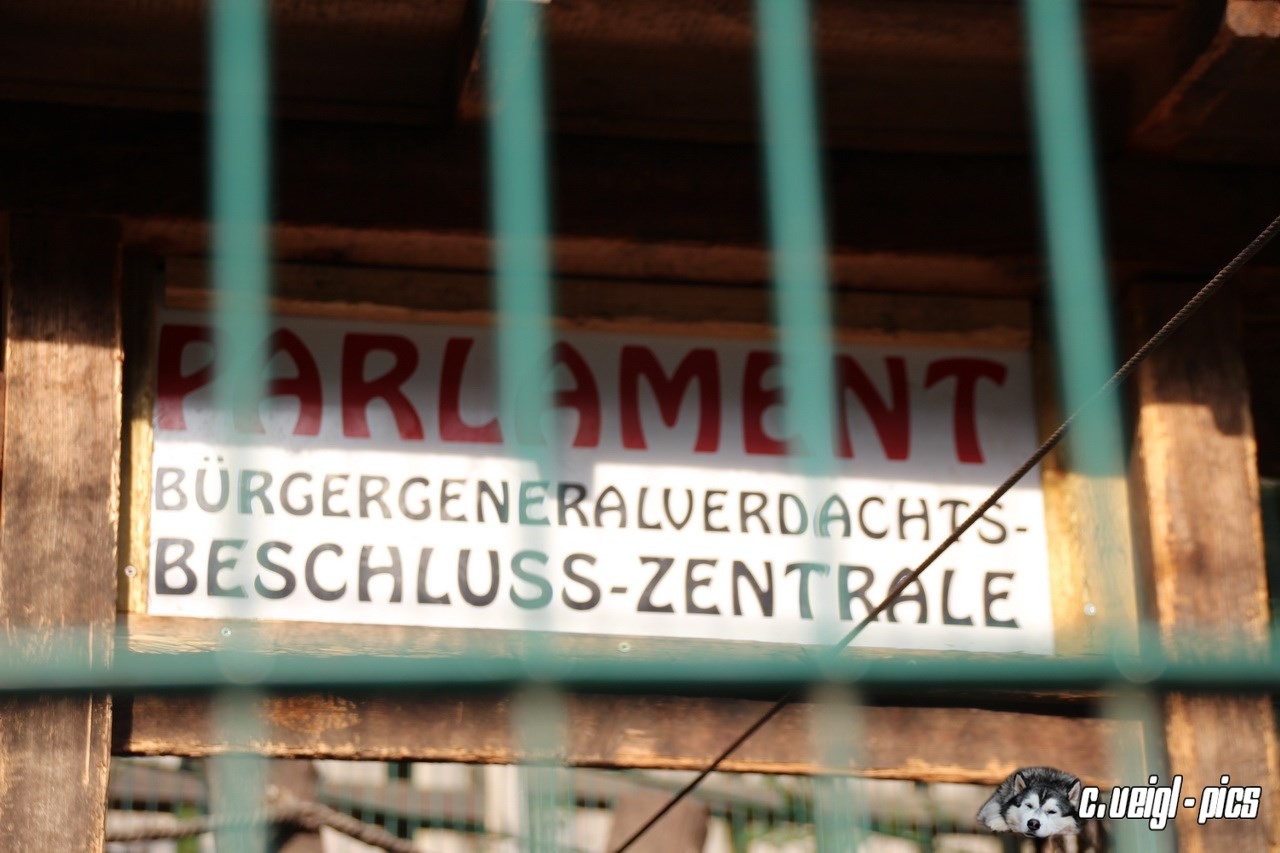 PARLAMENT
BÜRGERGENERALVERDACHTS-
BESCHLUSS-ZENTRALE
c.veigl - pics